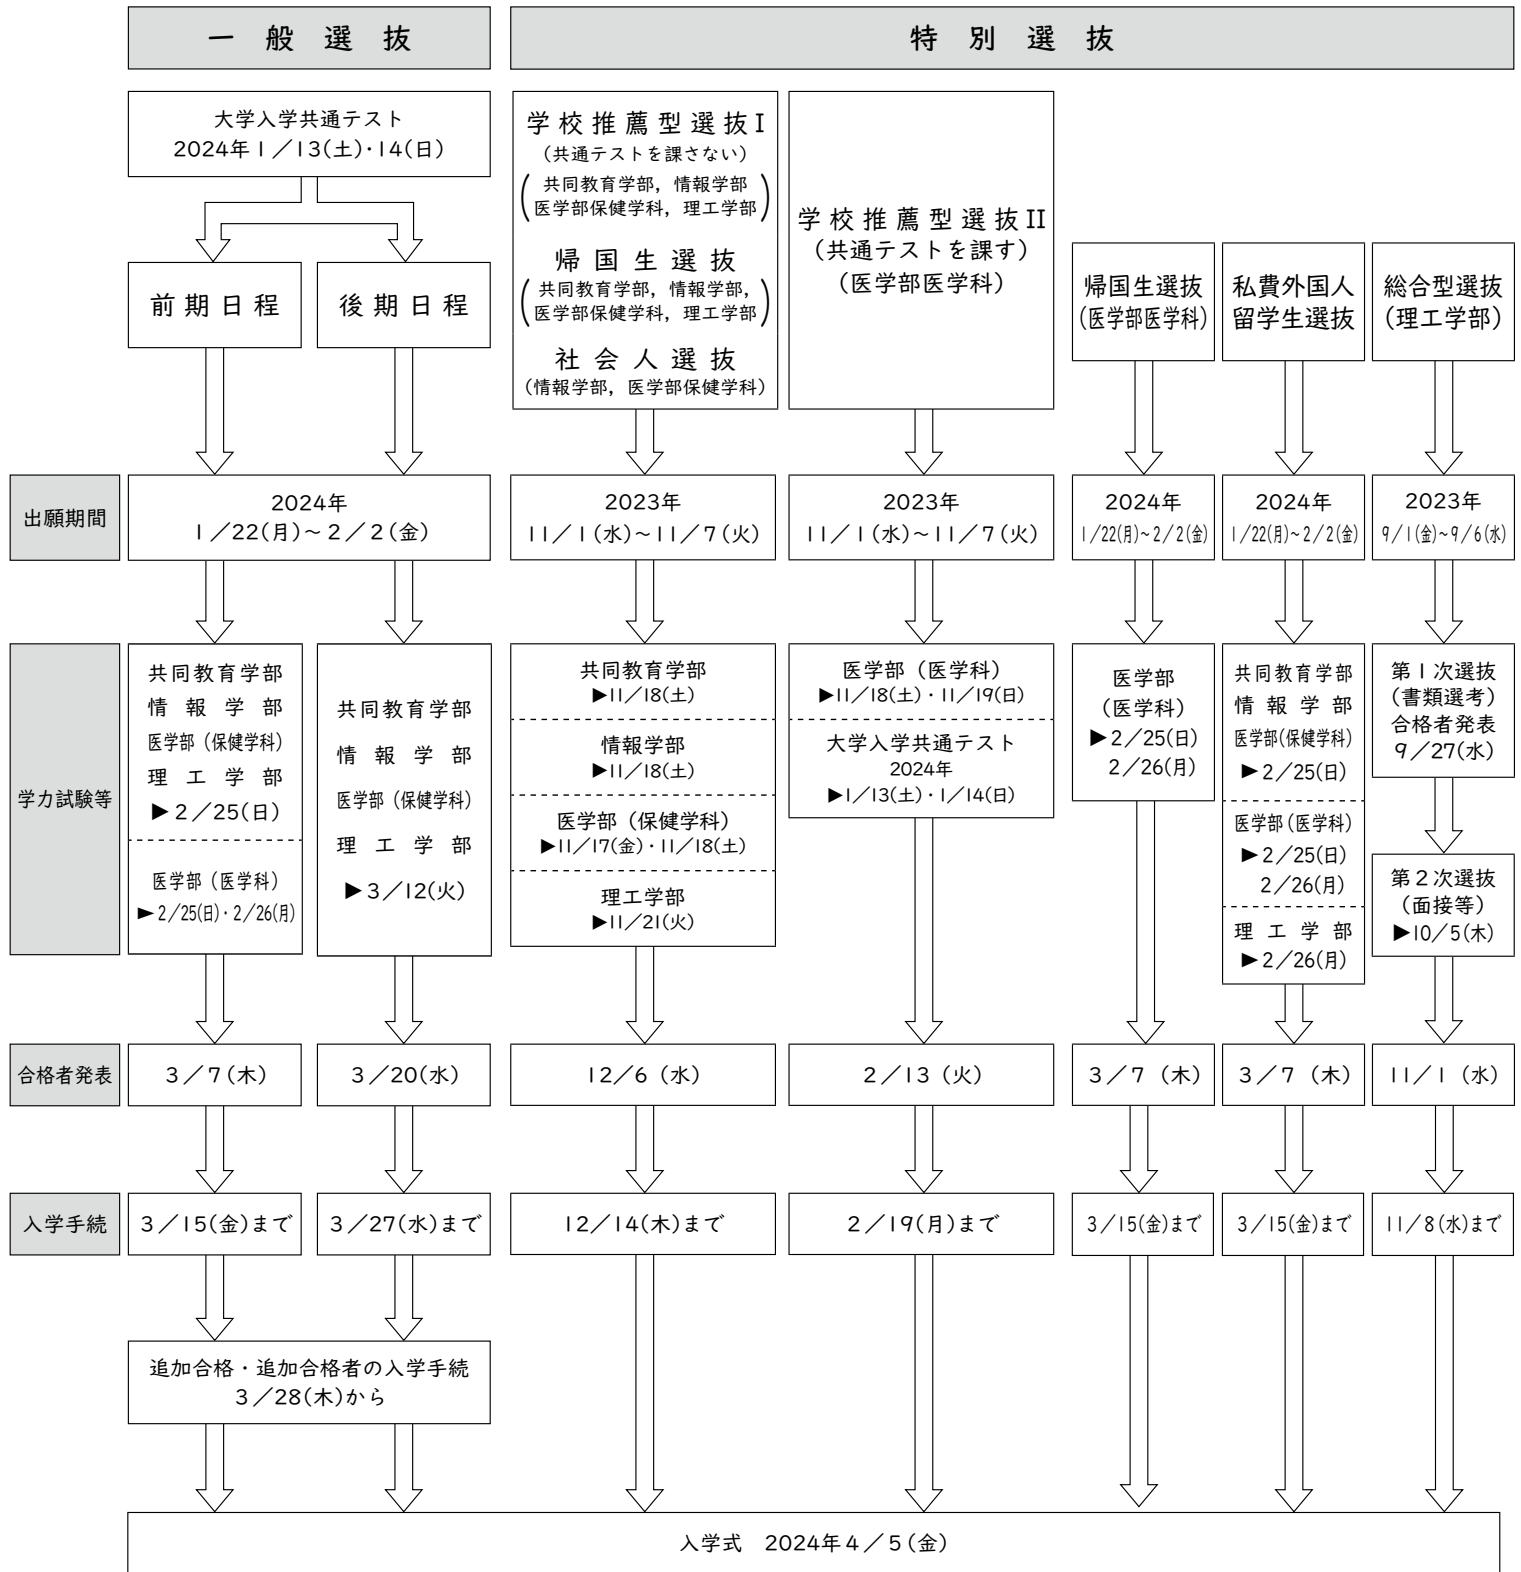 一般選抜
特別選抜
大学入学共通テスト
2024年1／13(土)・14(日)
前期日程
後期日程
学校推薦型選抜Ⅰ
（共通テストを課さない）
（共同教育学部，情報学部
医学部保健学科，理工学部）
帰国生選抜
（共同教育学部，情報学部，
医学部保健学科，理工学部）
社会人選抜
（情報学部，医学部保健学科）
学校推薦型選抜II
（共通テストを課す）
（医学部医学科）
帰国生選抜
(医学部医学科)
私費外国人
留学生選抜
総合型選抜
（理工学部）
出願期間
2024年
1／22(月)～2／2(金)
2023年
11／1(水)～11／7(火)
2023年
11／1(水)～11／7(火)
2024年
1／22(月)～2／2(金)
2024年
1／22(月)～2／2(金)
2023年
9／1(金)～9／6(水)
学力試験等
共同教育学部
情報学部
医学部（保健学科）
理工学部
▶2／25(日)
医学部（医学科）
▶2／25(日)・2／26(月)
共同教育学部
情報学部
医学部（保健学科）
理工学部
▶3／12(火)
共同教育学部
▶11／18(土)
情報学部
▶11／18(土)
医学部（保健学科）
▶11／17(金)・11／18(土)
理工学部
▶11／21(火)
医学部（医学科）
▶11／18(土)・11／19(日)
大学入学共通テスト
2024年
▶1／13(土)・1／14(日)
医学部
（医学科）
▶2／25(日)
2／26(月)
共同教育学部
情報学部
医学部(保健学科)
▶2／25(日)
医学部(医学科)
▶2／25(日)
2／26(月)
理工学部
▶2／26(月)
第1次選抜
（書類選考）
合格者発表
9／27(水)
第2次選抜
（面接等）
▶10／5(木)
合格者発表
3／7(木)
3／20(水)
12／6（水）
2／13（火）
3／7（木）
3／7（木）
11／1（水）
入学手続
3／15(金)まで
3／27(水)まで
12／14(木)まで
2／19(月)まで
3／15(金)まで
3／15(金)まで
11／8(水)まで
追加合格・追加合格者の入学手続
3／28(木)から
入学式　2024年4／5(金)